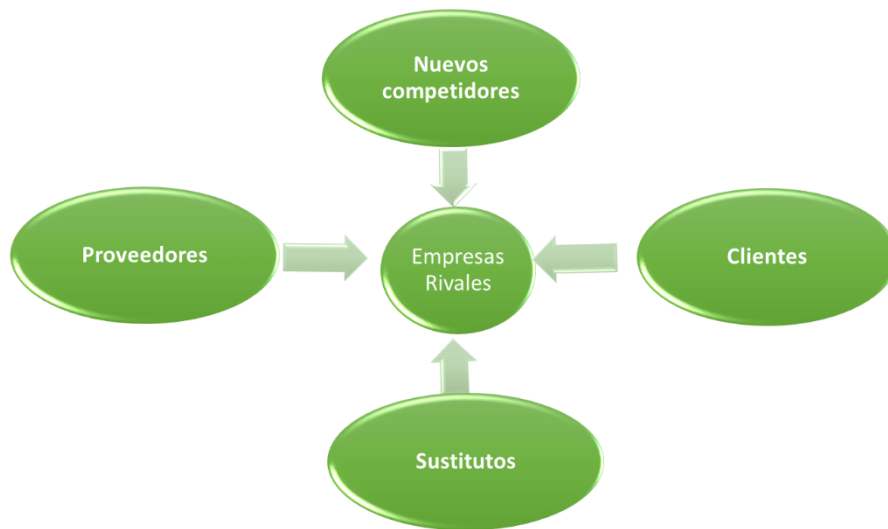 Nuevos
competidores
Proveedores
Empresas
Rivales
Clientes
Sustitutos